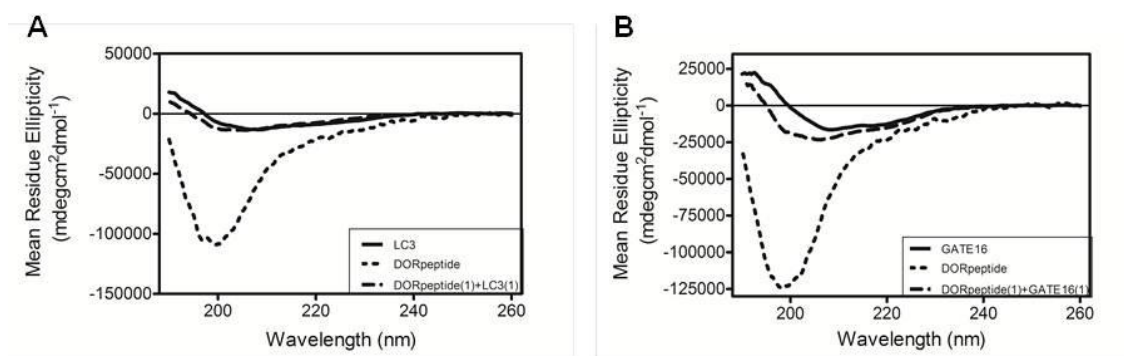 A
Mean Residue Ellipticity
(mdegcm²dmol⁻¹)
50000
0
-50000
-100000
-150000
200
220
240
260
Wavelength (nm)
LC3
DORpeptide
DORpeptide(1)+LC3(1)
B
Mean Residue Ellipticity
(mdegcm²dmol⁻¹)
25000
0
-25000
-50000
-75000
-100000
-125000
200
220
240
260
Wavelength (nm)
GATE16
DORpeptide
DORpeptide(1)+GATE16(1)